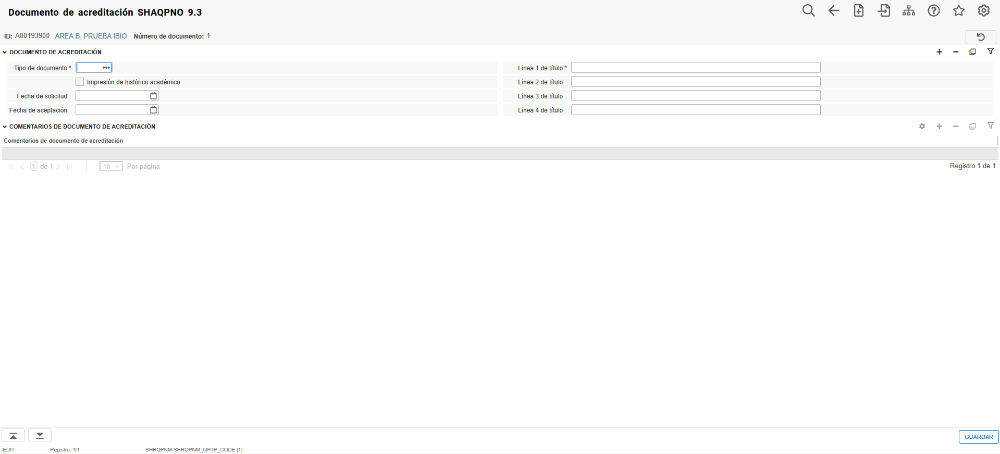 Documento de acreditación SHAQPNO 9.3
ID: A00193900 AREA B, PRUEBA IBIO Número de documento: 1
DOCUMENTO DE ACREDITACIÓN
Tipo de documento *
Línea 1 de título *
Impresión de histórico académico
Línea 2 de título
Fecha de solicitud
Línea 3 de título
Fecha de aceptación
Línea 4 de título
COMENTARIOS DE DOCUMENTO DE ACREDITACIÓN
Comentarios de documento de acreditación
1 de 1
10 Por página
Registro 1 de 1
GUARDAR
EDIT
Registro: 1/1
SHRQPNM.SHRQPNM_QPTP_CODE [1]